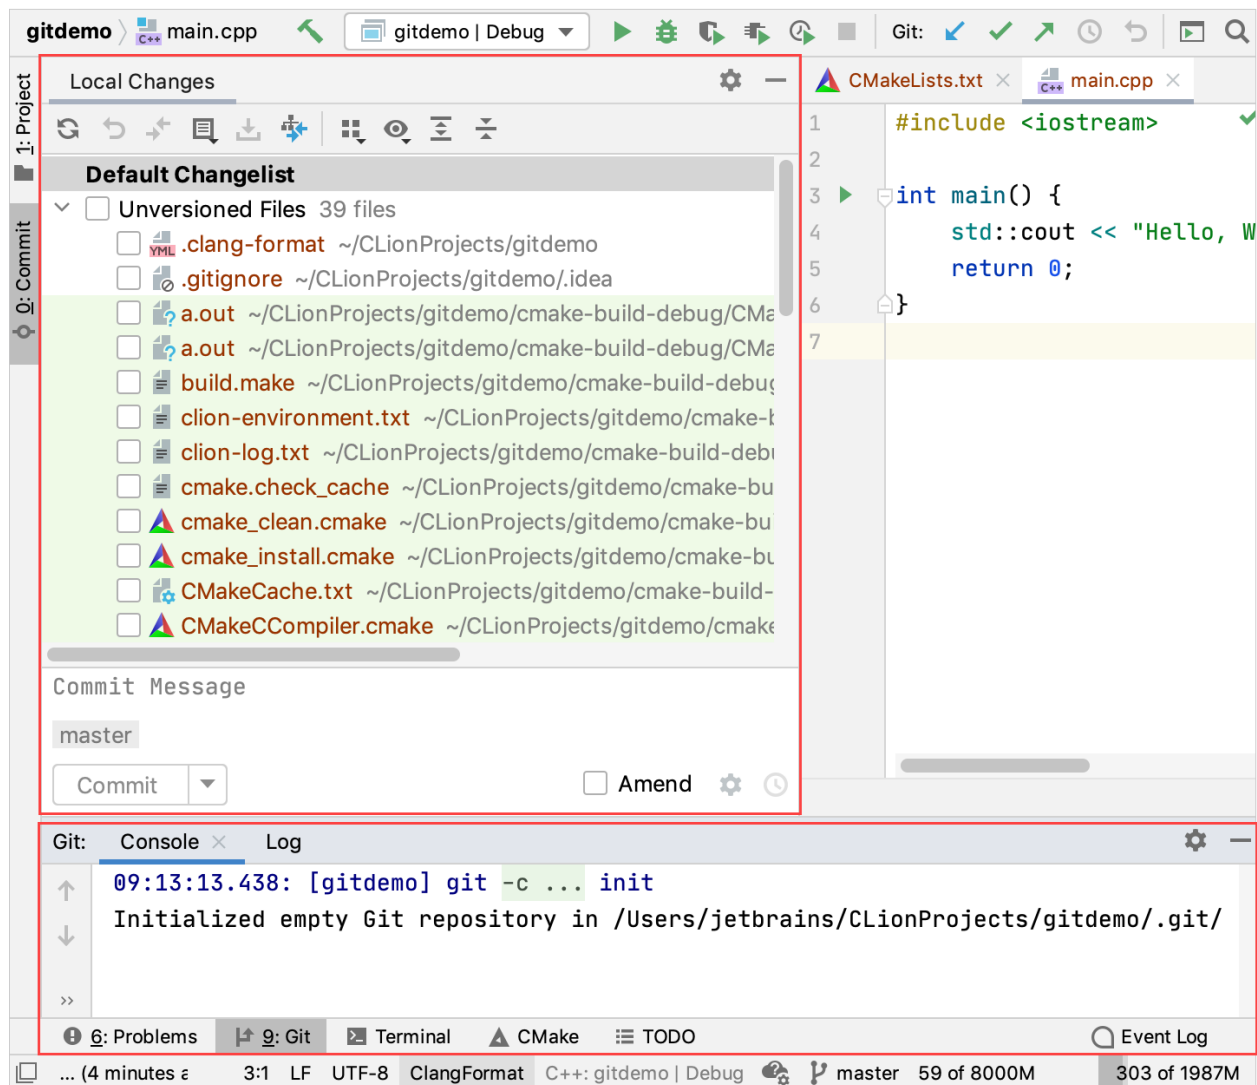 gitdemo main.cpp gitdemo | Debug Git:
1: Project
0: Commit
Local Changes
Default Changelist
Unversioned Files 39 files
.clang-format ~/CLionProjects/gitdemo
.gitignore ~/CLionProjects/gitdemo/.idea
a.out ~/CLionProjects/gitdemo/cmake-build-debug/CMa
a.out ~/CLionProjects/gitdemo/cmake-build-debug/CMa
build.make ~/CLionProjects/gitdemo/cmake-build-debug
clion-environment.txt ~/CLionProjects/gitdemo/cmake-b
clion-log.txt ~/CLionProjects/gitdemo/cmake-build-debu
cmake.check_cache ~/CLionProjects/gitdemo/cmake-bu
cmake_clean.cmake ~/CLionProjects/gitdemo/cmake-bu
cmake_install.cmake ~/CLionProjects/gitdemo/cmake-bu
CMakeCache.txt ~/CLionProjects/gitdemo/cmake-build-
CMakeCCompiler.cmake ~/CLionProjects/gitdemo/cmake
Commit Message
master
Commit Amend
CMakeLists.txt main.cpp
1 #include <iostream>
2
3 int main() {
4 std::cout << "Hello, W
5 return 0;
6 }
7
Git: Console Log
09:13:13.438: [gitdemo] git -c ... init
Initialized empty Git repository in /Users/jetbrains/CLionProjects/gitdemo/.git/
6: Problems 9: Git Terminal CMake TODO Event Log
... (4 minutes a 3:1 LF UTF-8 ClangFormat C++: gitdemo | Debug master 59 of 8000M 303 of 1987M